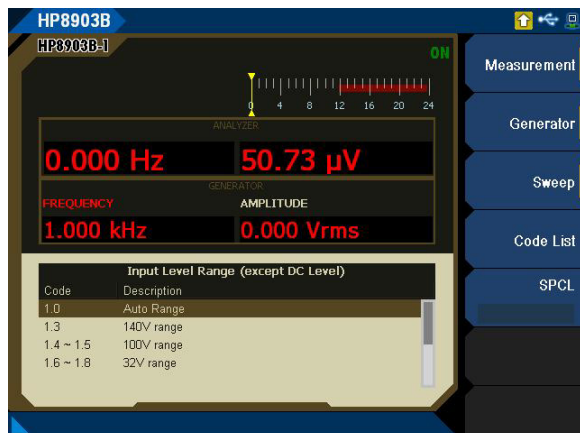 HP8903B
HP8903B-1
ON
0 4 8 12 16 20 24
ANALYZER
0.000 Hz 50.73 µV
GENERATOR
FREQUENCY AMPLITUDE
1.000 kHz 0.000 Vrms
Input Level Range (except DC Level)
Code Description
1.0 Auto Range
1.3 140V range
1.4 ~ 1.5 100V range
1.6 ~ 1.8 32V range
Measurement
Generator
Sweep
Code List
SPCL